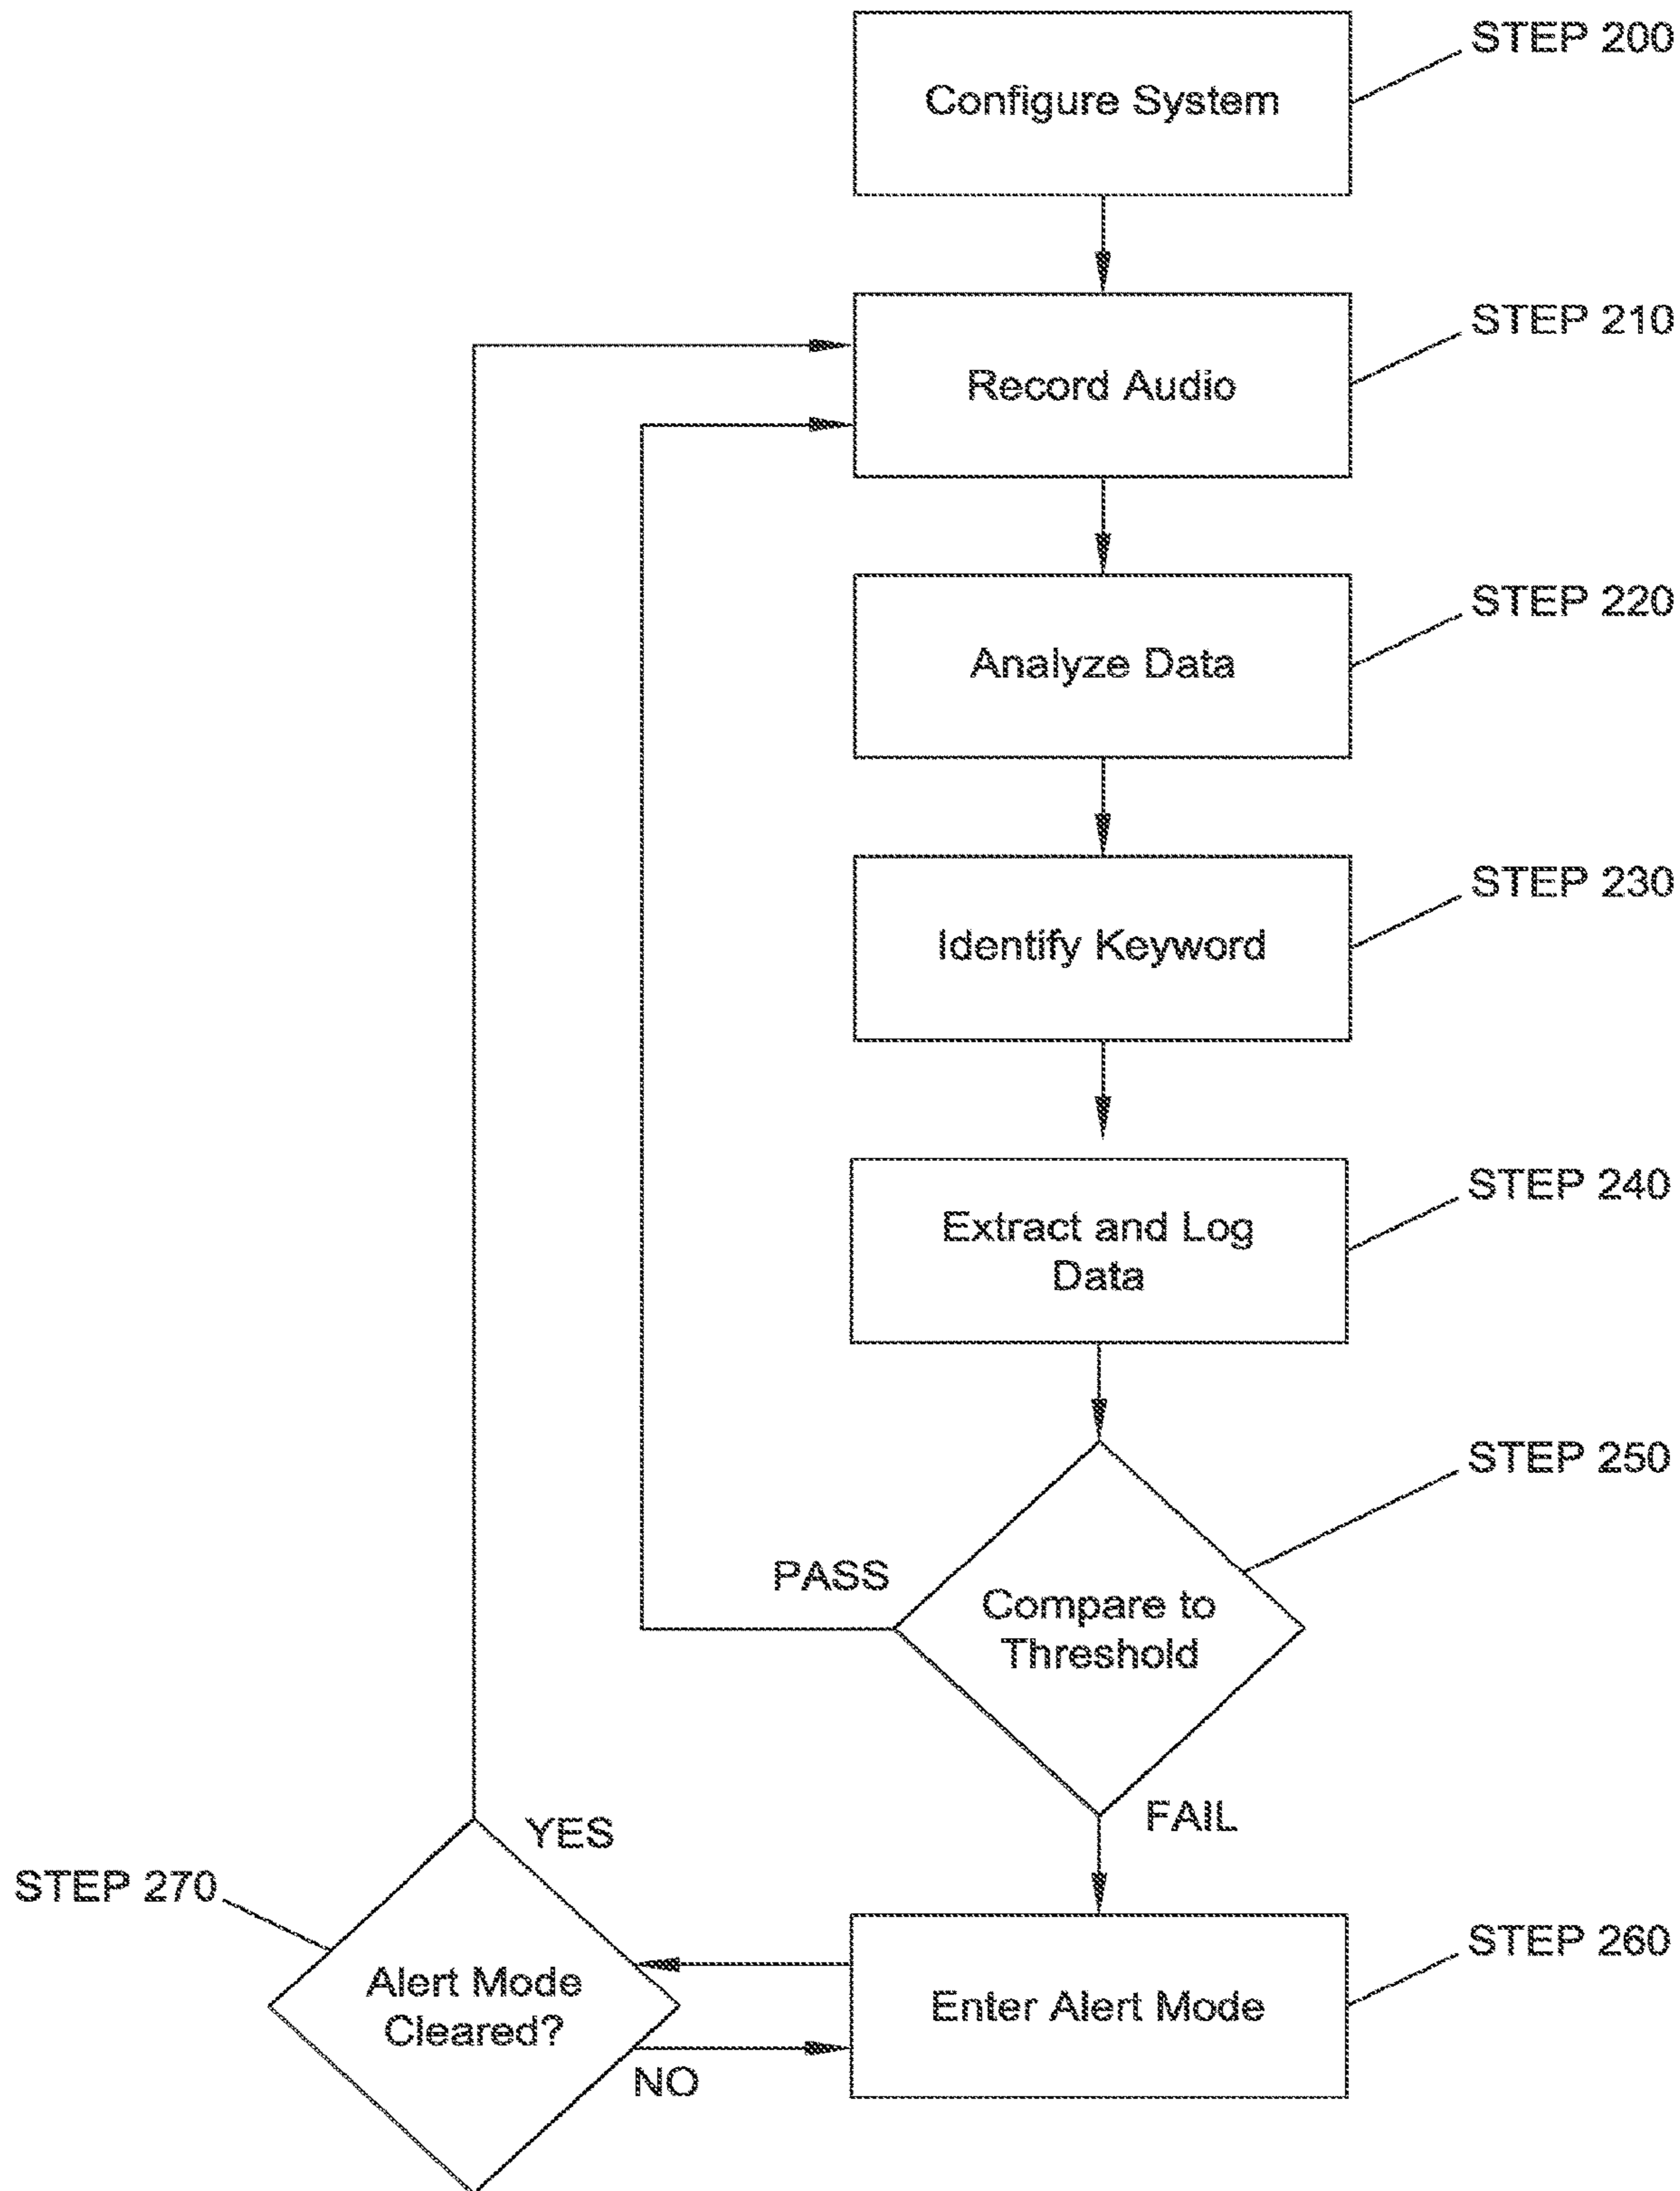 Configure System
STEP 200
Record Audio
STEP 210
Analyze Data
STEP 220
Identify Keyword
STEP 230
Extract and Log
Data
STEP 240
Compare to
Threshold
STEP 250
PASS
FAIL
Enter Alert Mode
STEP 260
Alert Mode
Cleared?
STEP 270
YES
NO